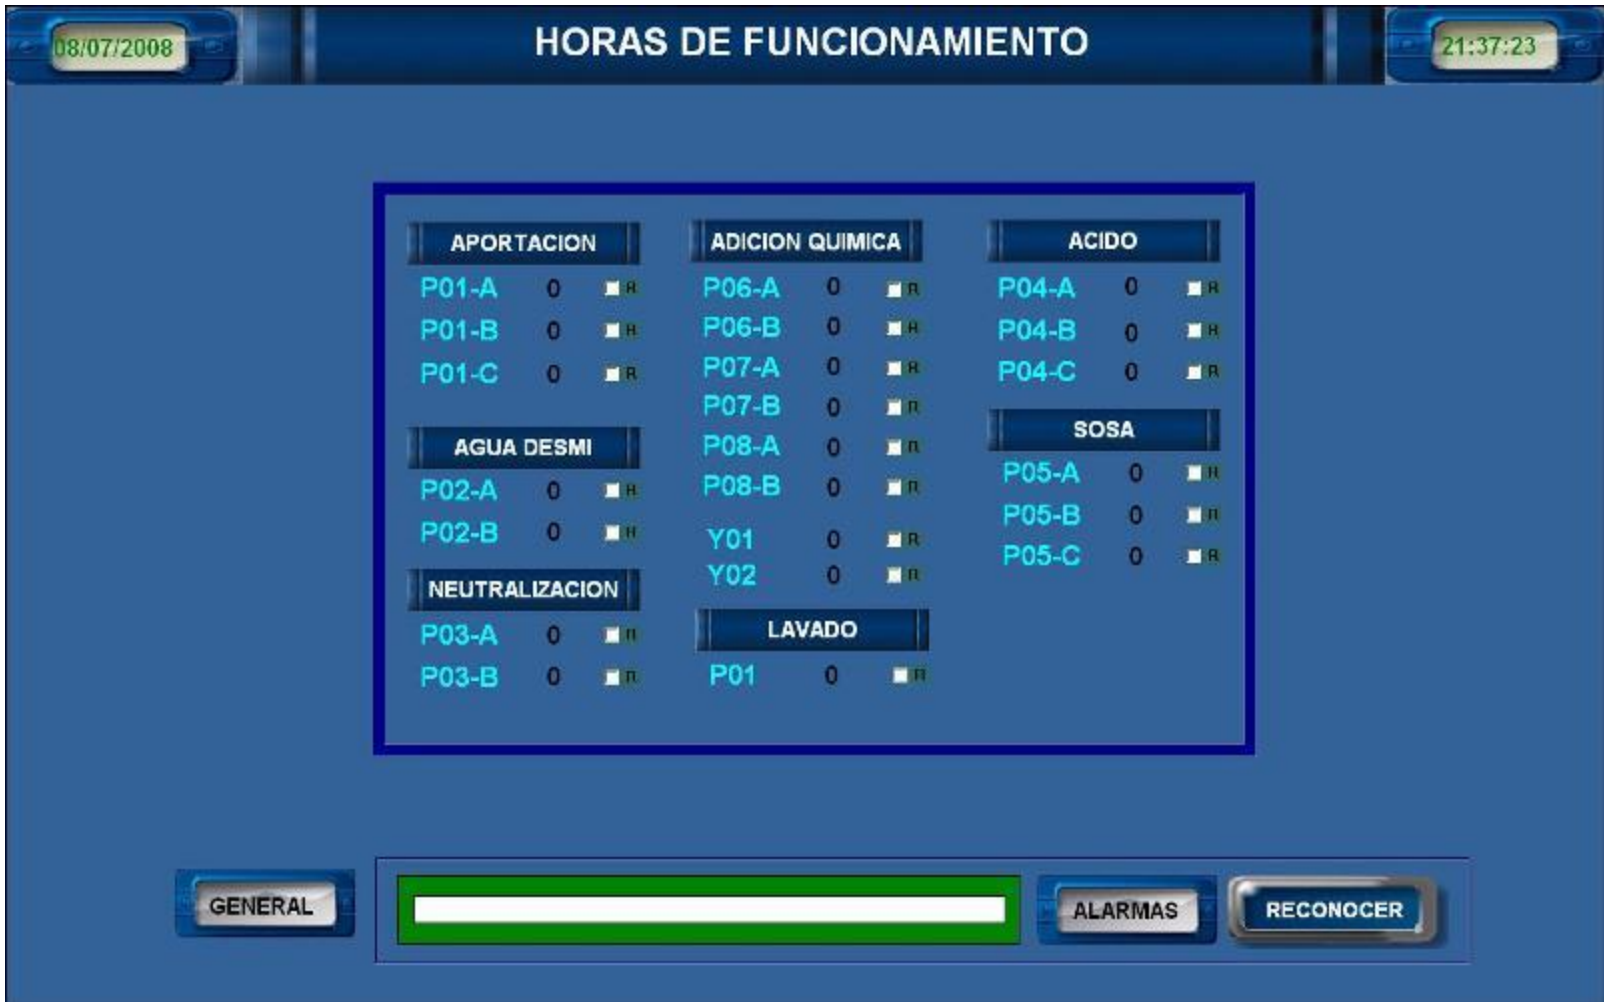 08/07/2008
HORAS DE FUNCIONAMIENTO
21:37:23
APORTACION
P01-A 0 R
P01-B 0 R
P01-C 0 R
AGUA DESMI
P02-A 0 R
P02-B 0 R
NEUTRALIZACION
P03-A 0 R
P03-B 0 R
ADICION QUIMICA
P06-A 0 R
P06-B 0 R
P07-A 0 R
P07-B 0 R
P08-A 0 R
P08-B 0 R
Y01 0 R
Y02 0 R
LAVADO
P01 0 R
ACIDO
P04-A 0 R
P04-B 0 R
P04-C 0 R
SOSA
P05-A 0 R
P05-B 0 R
P05-C 0 R
GENERAL
ALARMAS
RECONOCER